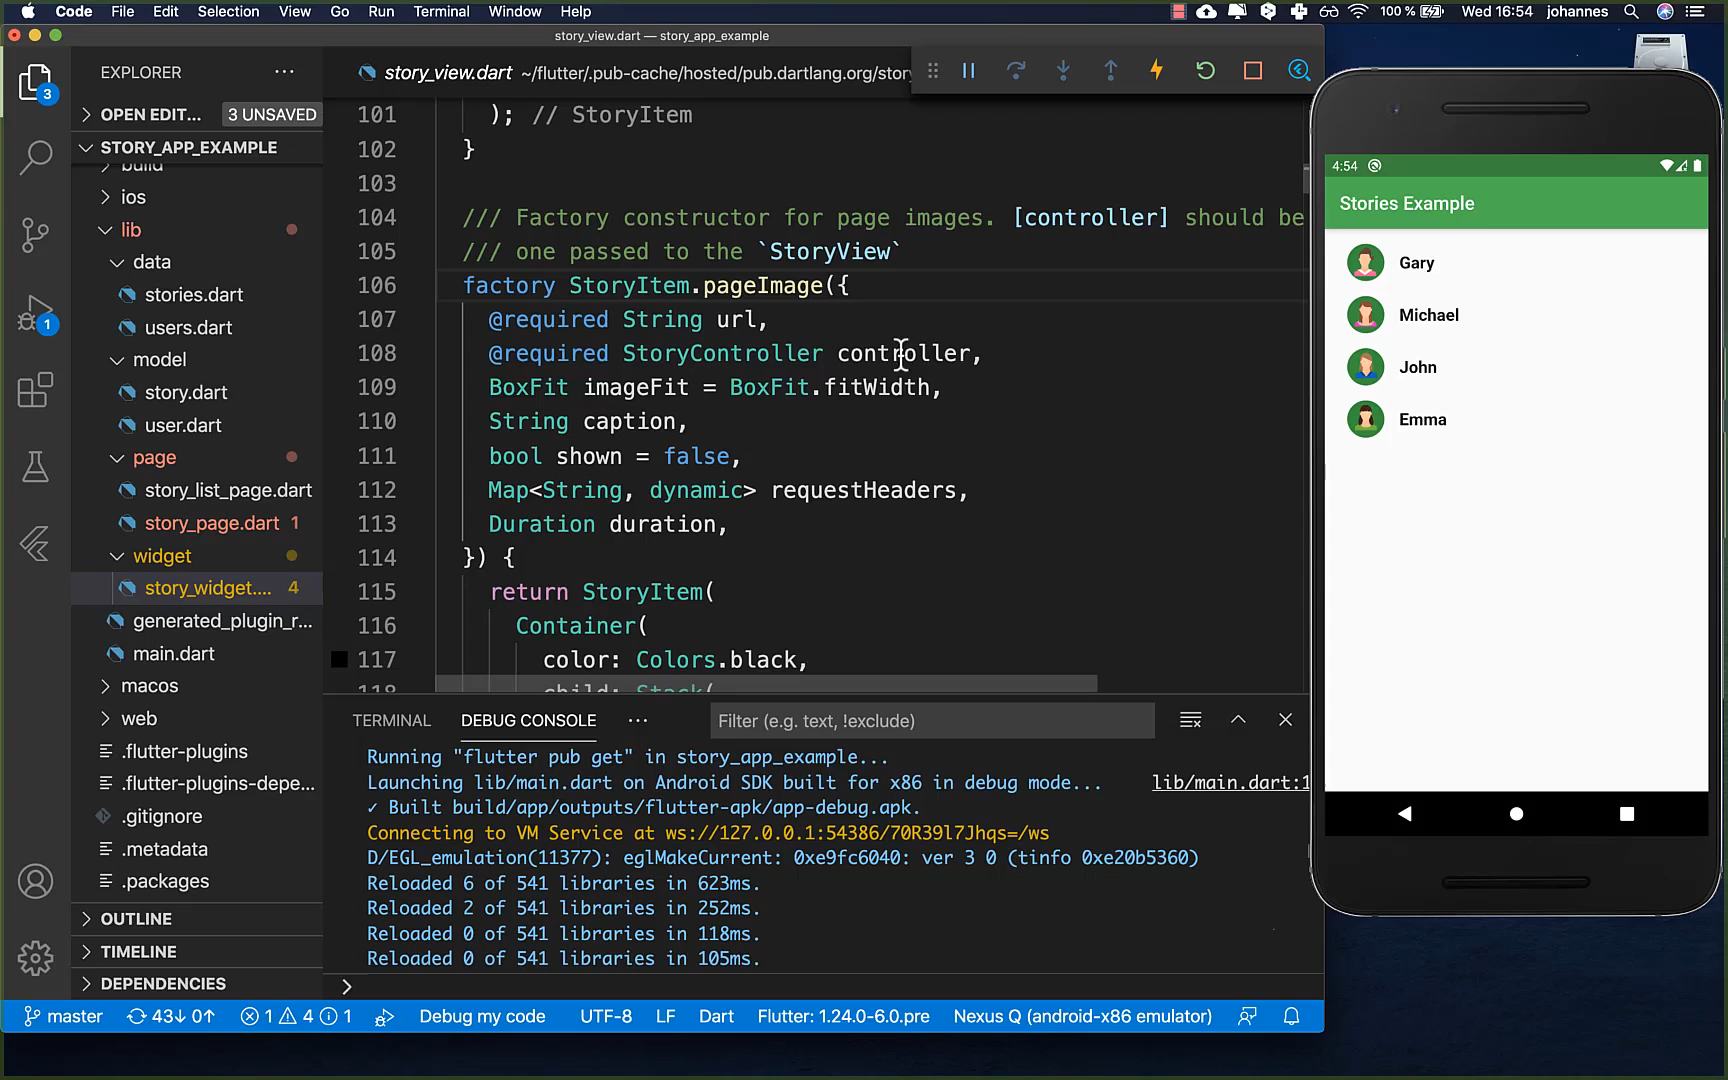 Code File Edit Selection View Go Run Terminal Window Help 100 % Wed 16:54 johannes
story_view.dart — story_app_example
EXPLORER
story_view.dart ~/flutter/.pub-cache/hosted/pub.dartlang.org/story
3
OPEN EDIT... 3 UNSAVED
STORY_APP_EXAMPLE
build
ios
lib
data
stories.dart
users.dart
1
model
story.dart
user.dart
page
story_list_page.dart
story_page.dart 1
widget
story_widget.... 4
generated_plugin_r...
main.dart
macos
web
.flutter-plugins
.flutter-plugins-depe...
.gitignore
.metadata
.packages
OUTLINE
TIMELINE
DEPENDENCIES
101 ); // StoryItem
102 }
103
104 /// Factory constructor for page images. [controller] should be
105 /// one passed to the `StoryView`
106 factory StoryItem.pageImage({
107 @required String url,
108 @required StoryController controller,
109 BoxFit imageFit = BoxFit.fitWidth,
110 String caption,
111 bool shown = false,
112 Map<String, dynamic> requestHeaders,
113 Duration duration,
114 }) {
115 return StoryItem(
116 Container(
117 color: Colors.black,
118 child: Stack(
TERMINAL DEBUG CONSOLE Filter (e.g. text, !exclude)
Running "flutter pub get" in story_app_example...
Launching lib/main.dart on Android SDK built for x86 in debug mode... lib/main.dart:1
✓ Built build/app/outputs/flutter-apk/app-debug.apk.
Connecting to VM Service at ws://127.0.0.1:54386/70R39l7Jhqs=/ws
D/EGL_emulation(11377): eglMakeCurrent: 0xe9fc6040: ver 3 0 (tinfo 0xe20b5360)
Reloaded 6 of 541 libraries in 623ms.
Reloaded 2 of 541 libraries in 252ms.
Reloaded 0 of 541 libraries in 118ms.
Reloaded 0 of 541 libraries in 105ms.
master 43↓ 0↑ 1 4 1 Debug my code UTF-8 LF Dart Flutter: 1.24.0-6.0.pre Nexus Q (android-x86 emulator)
4:54
Stories Example
Gary
Michael
John
Emma